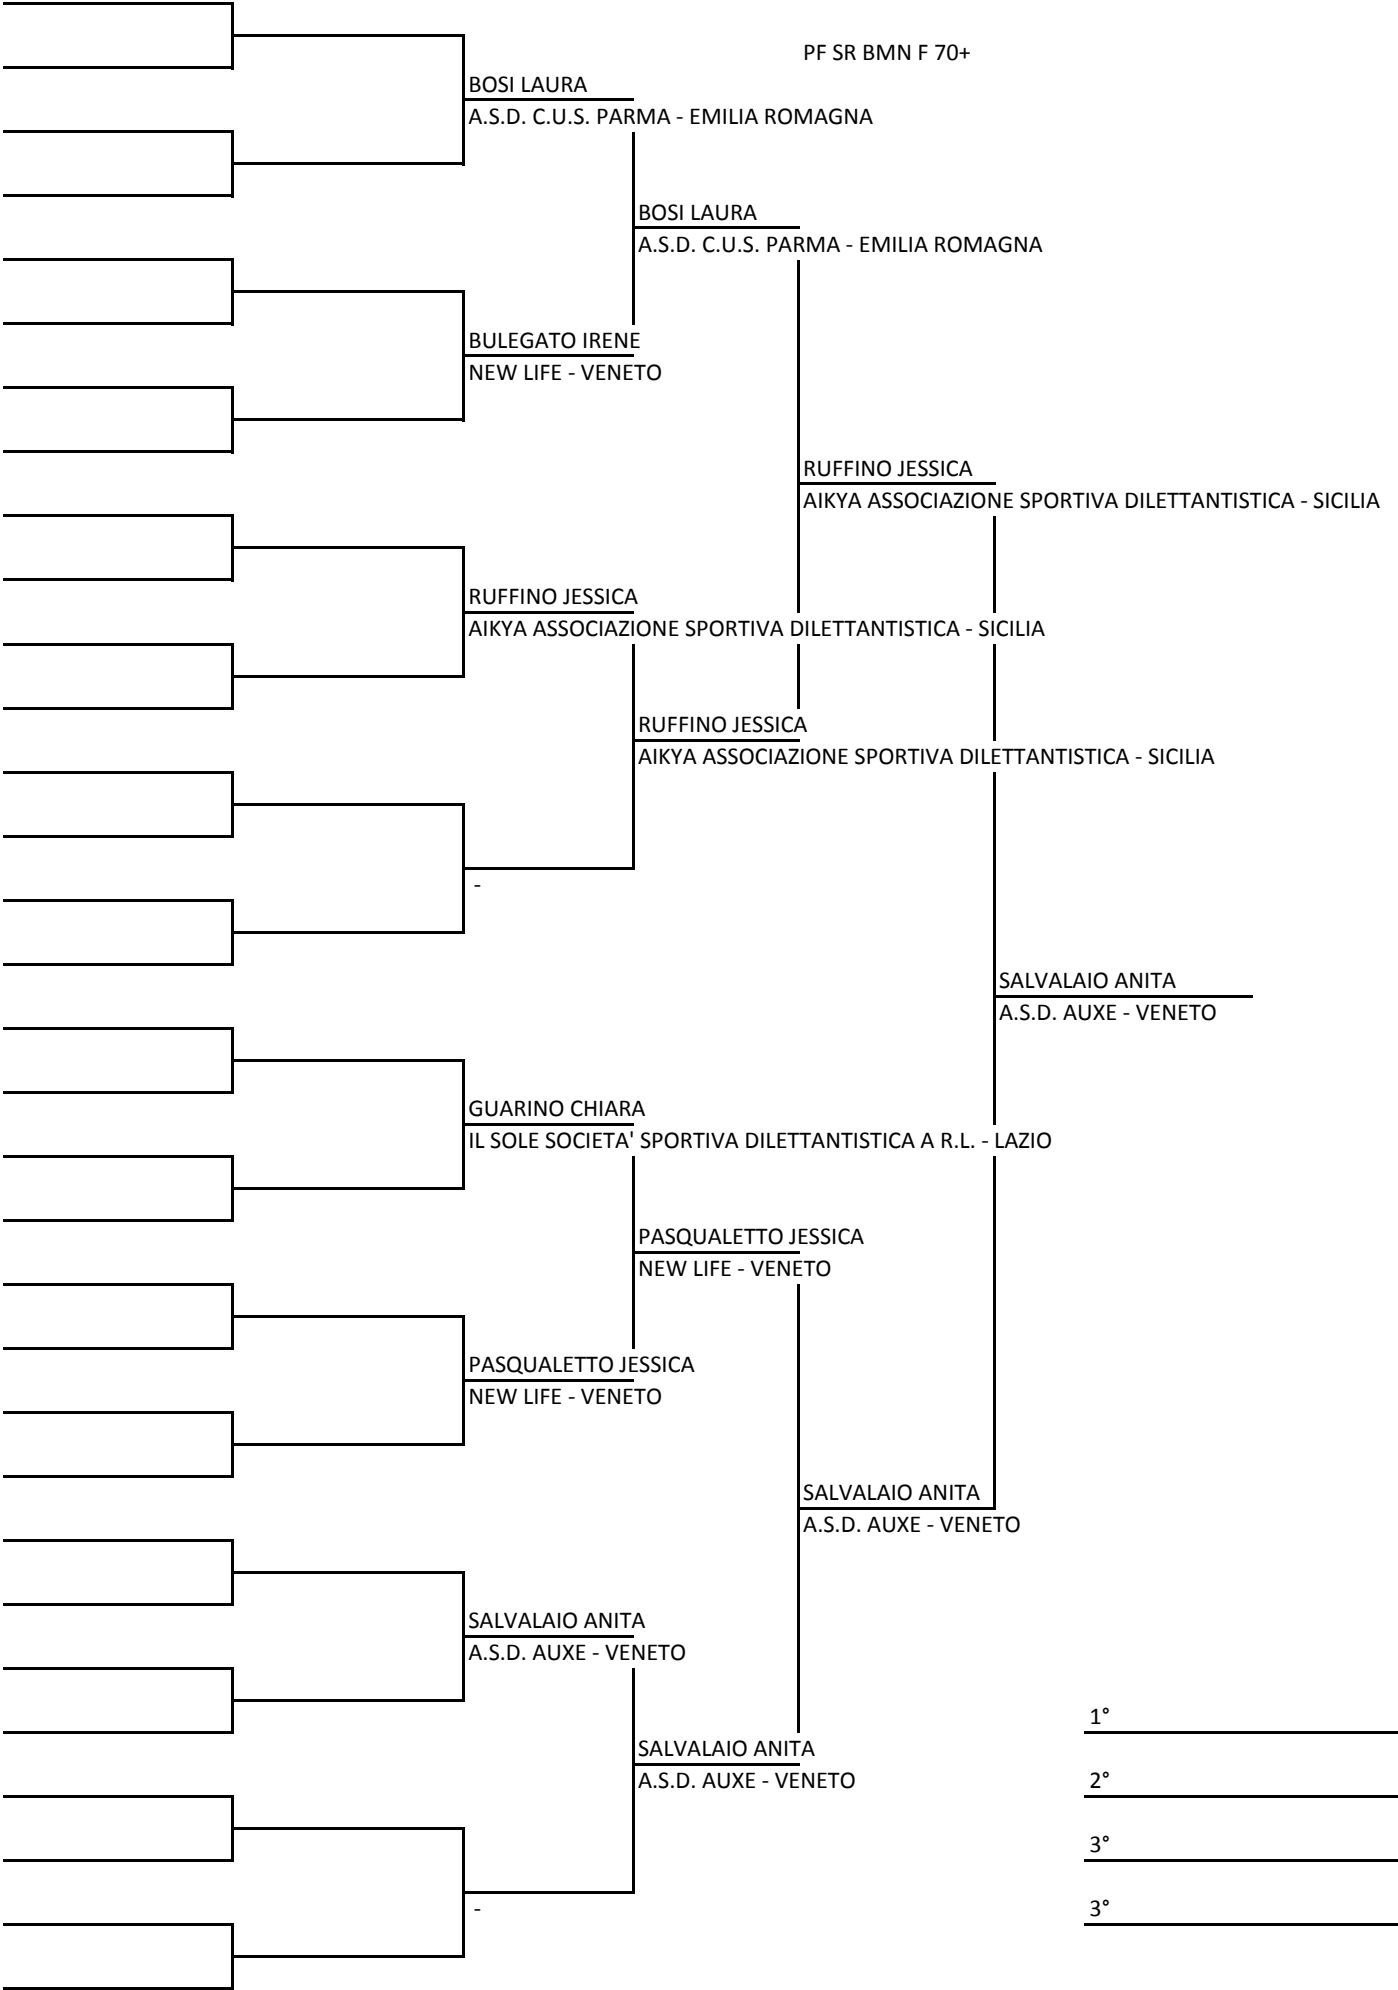 PF SR BMN F 70+
BOSI LAURA
A.S.D. C.U.S. PARMA - EMILIA ROMAGNA
BOSI LAURA
A.S.D. C.U.S. PARMA - EMILIA ROMAGNA
BULEGATO IRENE
NEW LIFE - VENETO
RUFFINO JESSICA
AIKYA ASSOCIAZIONE SPORTIVA DILETTANTISTICA - SICILIA
RUFFINO JESSICA
AIKYA ASSOCIAZIONE SPORTIVA DILETTANTISTICA - SICILIA
RUFFINO JESSICA
AIKYA ASSOCIAZIONE SPORTIVA DILETTANTISTICA - SICILIA
-
SALVALAIO ANITA
A.S.D. AUXE - VENETO
GUARINO CHIARA
IL SOLE SOCIETA' SPORTIVA DILETTANTISTICA A R.L. - LAZIO
PASQUALETTO JESSICA
NEW LIFE - VENETO
PASQUALETTO JESSICA
NEW LIFE - VENETO
SALVALAIO ANITA
A.S.D. AUXE - VENETO
SALVALAIO ANITA
A.S.D. AUXE - VENETO
1°
SALVALAIO ANITA
A.S.D. AUXE - VENETO
2°
3°
-
3°